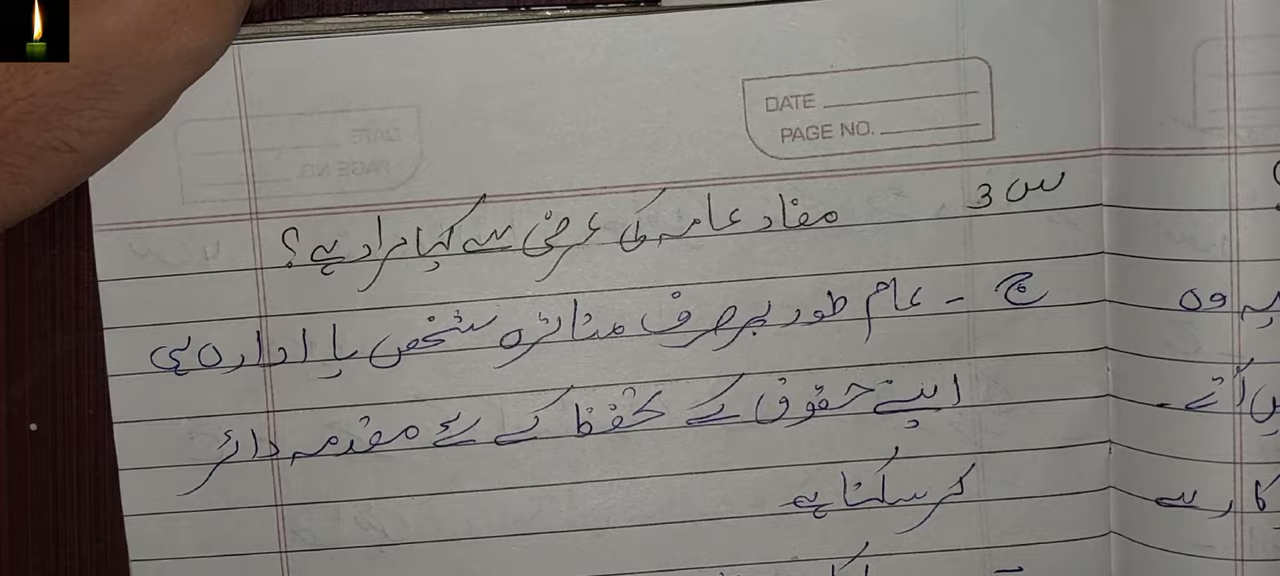 DATE
PAGE NO.
س 3 مفاد عامہ کی عرضی سے کیا مراد ہے؟
ج - عام طور پر صرف متاثرہ شخص یا ادارہ ہی
اپنے حقوق کے تحفظ کے لئے مقدمہ دائر
کر سکتا ہے